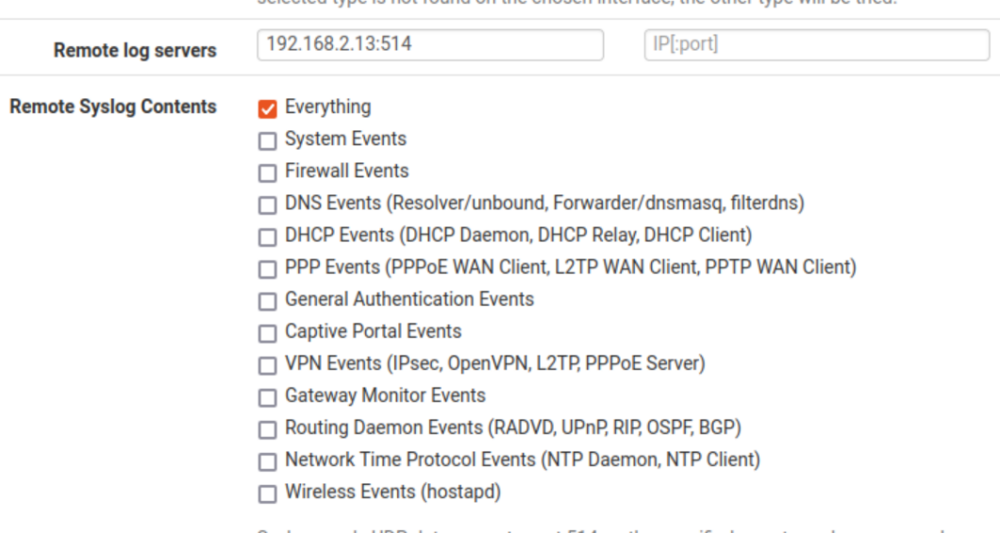 selected type is not found on the chosen interface, the other type will be tried.
Remote log servers 192.168.2.13:514 IP[:port]
Remote Syslog Contents Everything
System Events
Firewall Events
DNS Events (Resolver/unbound, Forwarder/dnsmasq, filterdns)
DHCP Events (DHCP Daemon, DHCP Relay, DHCP Client)
PPP Events (PPPoE WAN Client, L2TP WAN Client, PPTP WAN Client)
General Authentication Events
Captive Portal Events
VPN Events (IPsec, OpenVPN, L2TP, PPPoE Server)
Gateway Monitor Events
Routing Daemon Events (RADVD, UPnP, RIP, OSPF, BGP)
Network Time Protocol Events (NTP Daemon, NTP Client)
Wireless Events (hostapd)